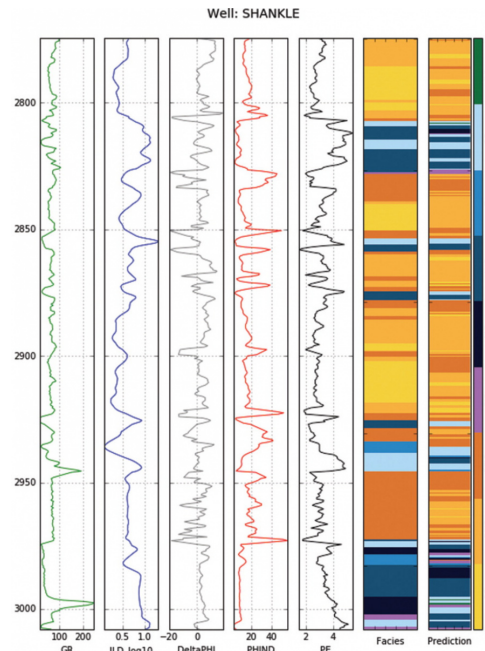 Well: SHANKLE
2800
2850
2900
2950
3000
100 200
0.5 1.0
−20 0
20 40
2 4
GR
ILD_log10
DeltaPHI
PHIND
PE
Facies
Prediction